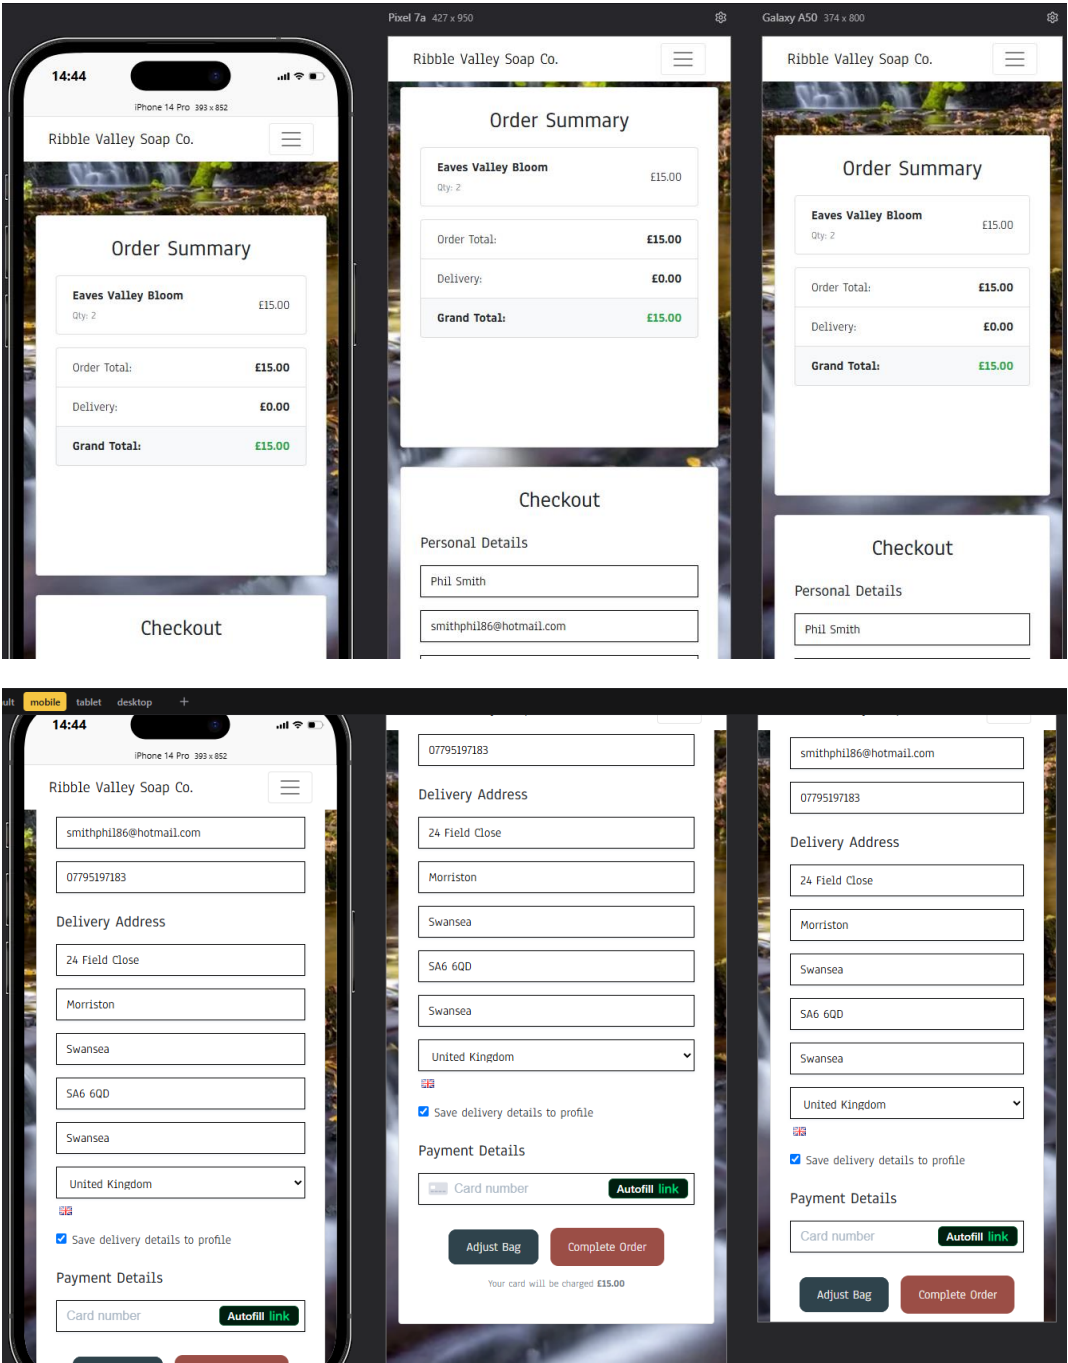 Pixel 7a 427 x 950
Galaxy A50 374 x 800
14:44
iPhone 14 Pro 393 x 852
Ribble Valley Soap Co.
Order Summary
Eaves Valley Bloom
Qty: 2
£15.00
Order Total:
£15.00
Delivery:
£0.00
Grand Total:
£15.00
Checkout
Ribble Valley Soap Co.
Order Summary
Eaves Valley Bloom
Qty: 2
£15.00
Order Total:
£15.00
Delivery:
£0.00
Grand Total:
£15.00
Checkout
Personal Details
Phil Smith
smithphil86@hotmail.com
Ribble Valley Soap Co.
Order Summary
Eaves Valley Bloom
Qty: 2
£15.00
Order Total:
£15.00
Delivery:
£0.00
Grand Total:
£15.00
Checkout
Personal Details
Phil Smith
ult mobile tablet desktop +
14:44
iPhone 14 Pro 393 x 852
Ribble Valley Soap Co.
smithphil86@hotmail.com
07795197183
Delivery Address
24 Field Close
Morriston
Swansea
SA6 6QD
Swansea
United Kingdom
Save delivery details to profile
Payment Details
Card number Autofill link
07795197183
Delivery Address
24 Field Close
Morriston
Swansea
SA6 6QD
Swansea
United Kingdom
Save delivery details to profile
Payment Details
Card number Autofill link
Adjust Bag Complete Order
Your card will be charged £15.00
smithphil86@hotmail.com
07795197183
Delivery Address
24 Field Close
Morriston
Swansea
SA6 6QD
Swansea
United Kingdom
Save delivery details to profile
Payment Details
Card number Autofill link
Adjust Bag Complete Order